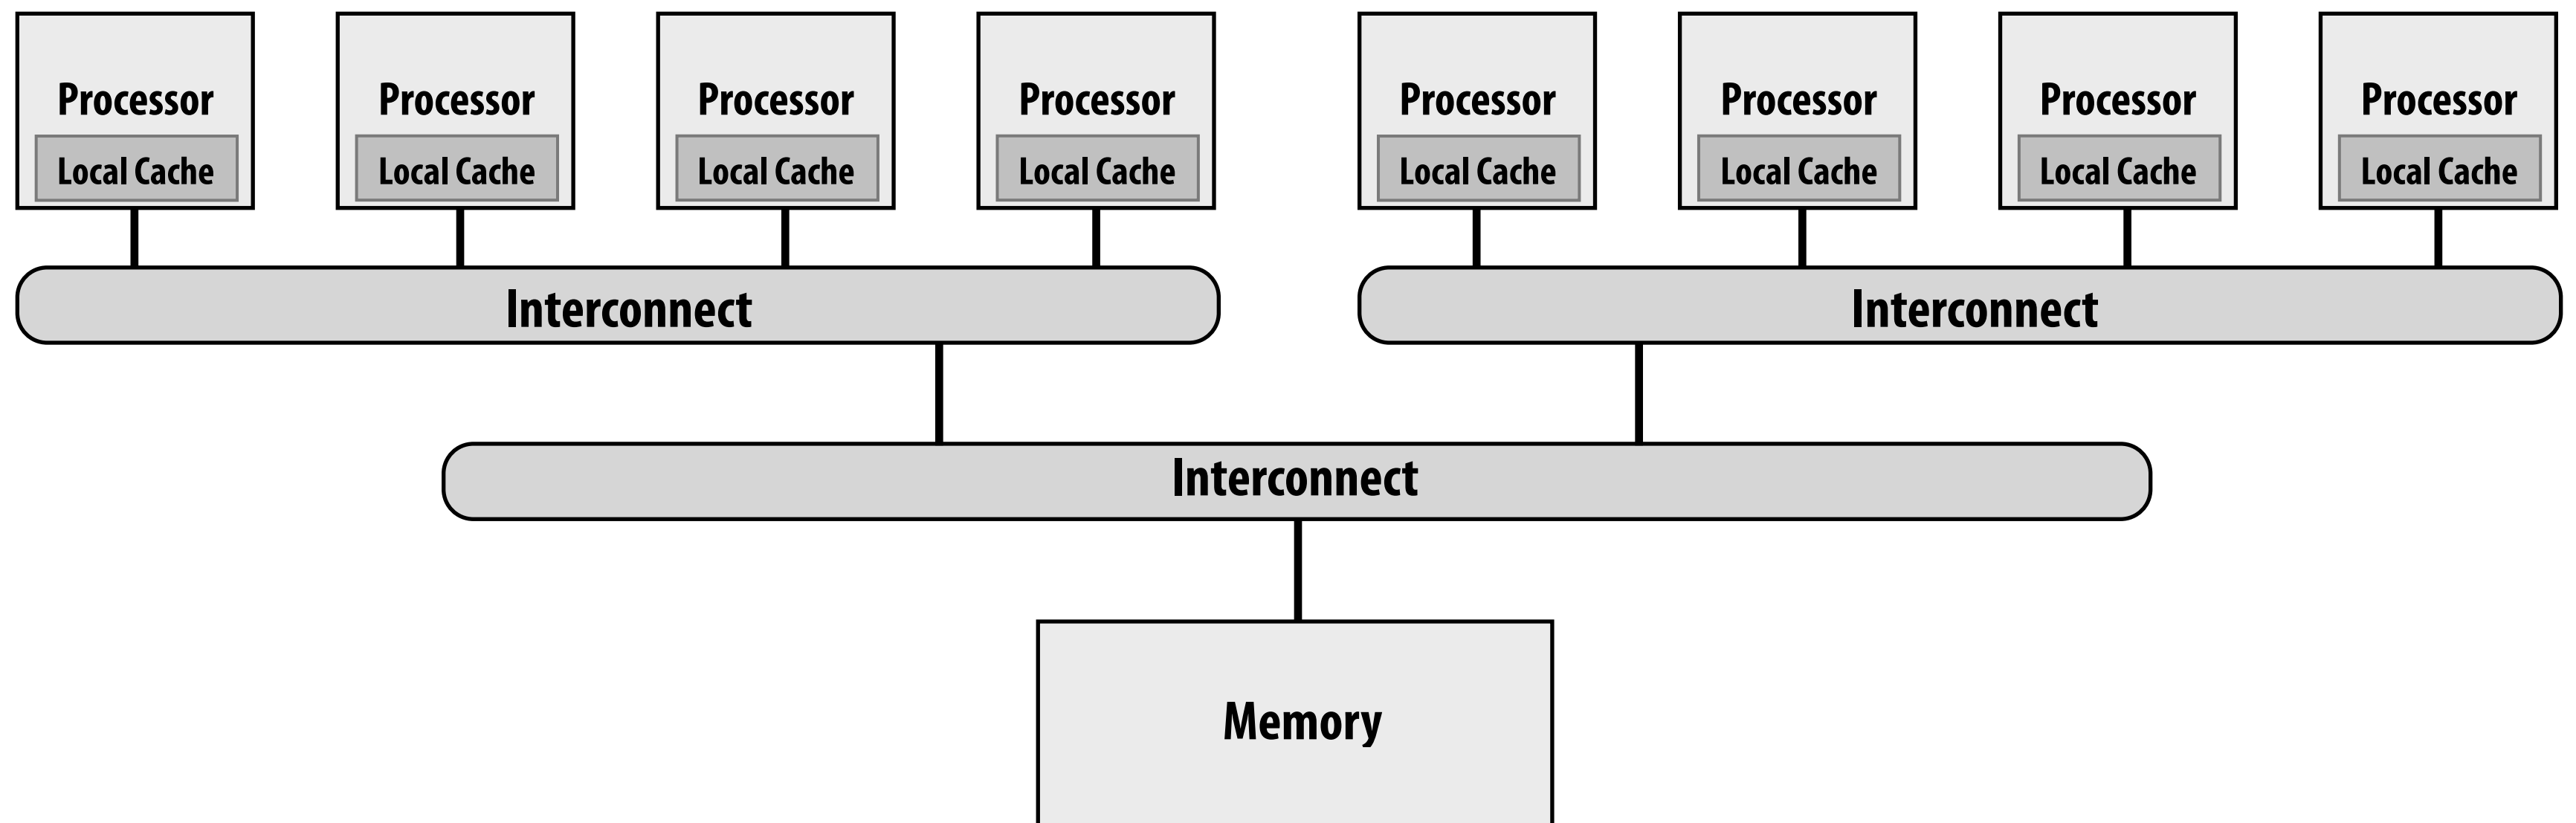 Processor Processor Processor Processor Processor Processor Processor Processor
Local Cache Local Cache Local Cache Local Cache Local Cache Local Cache Local Cache Local Cache
Interconnect Interconnect
Interconnect
Memory